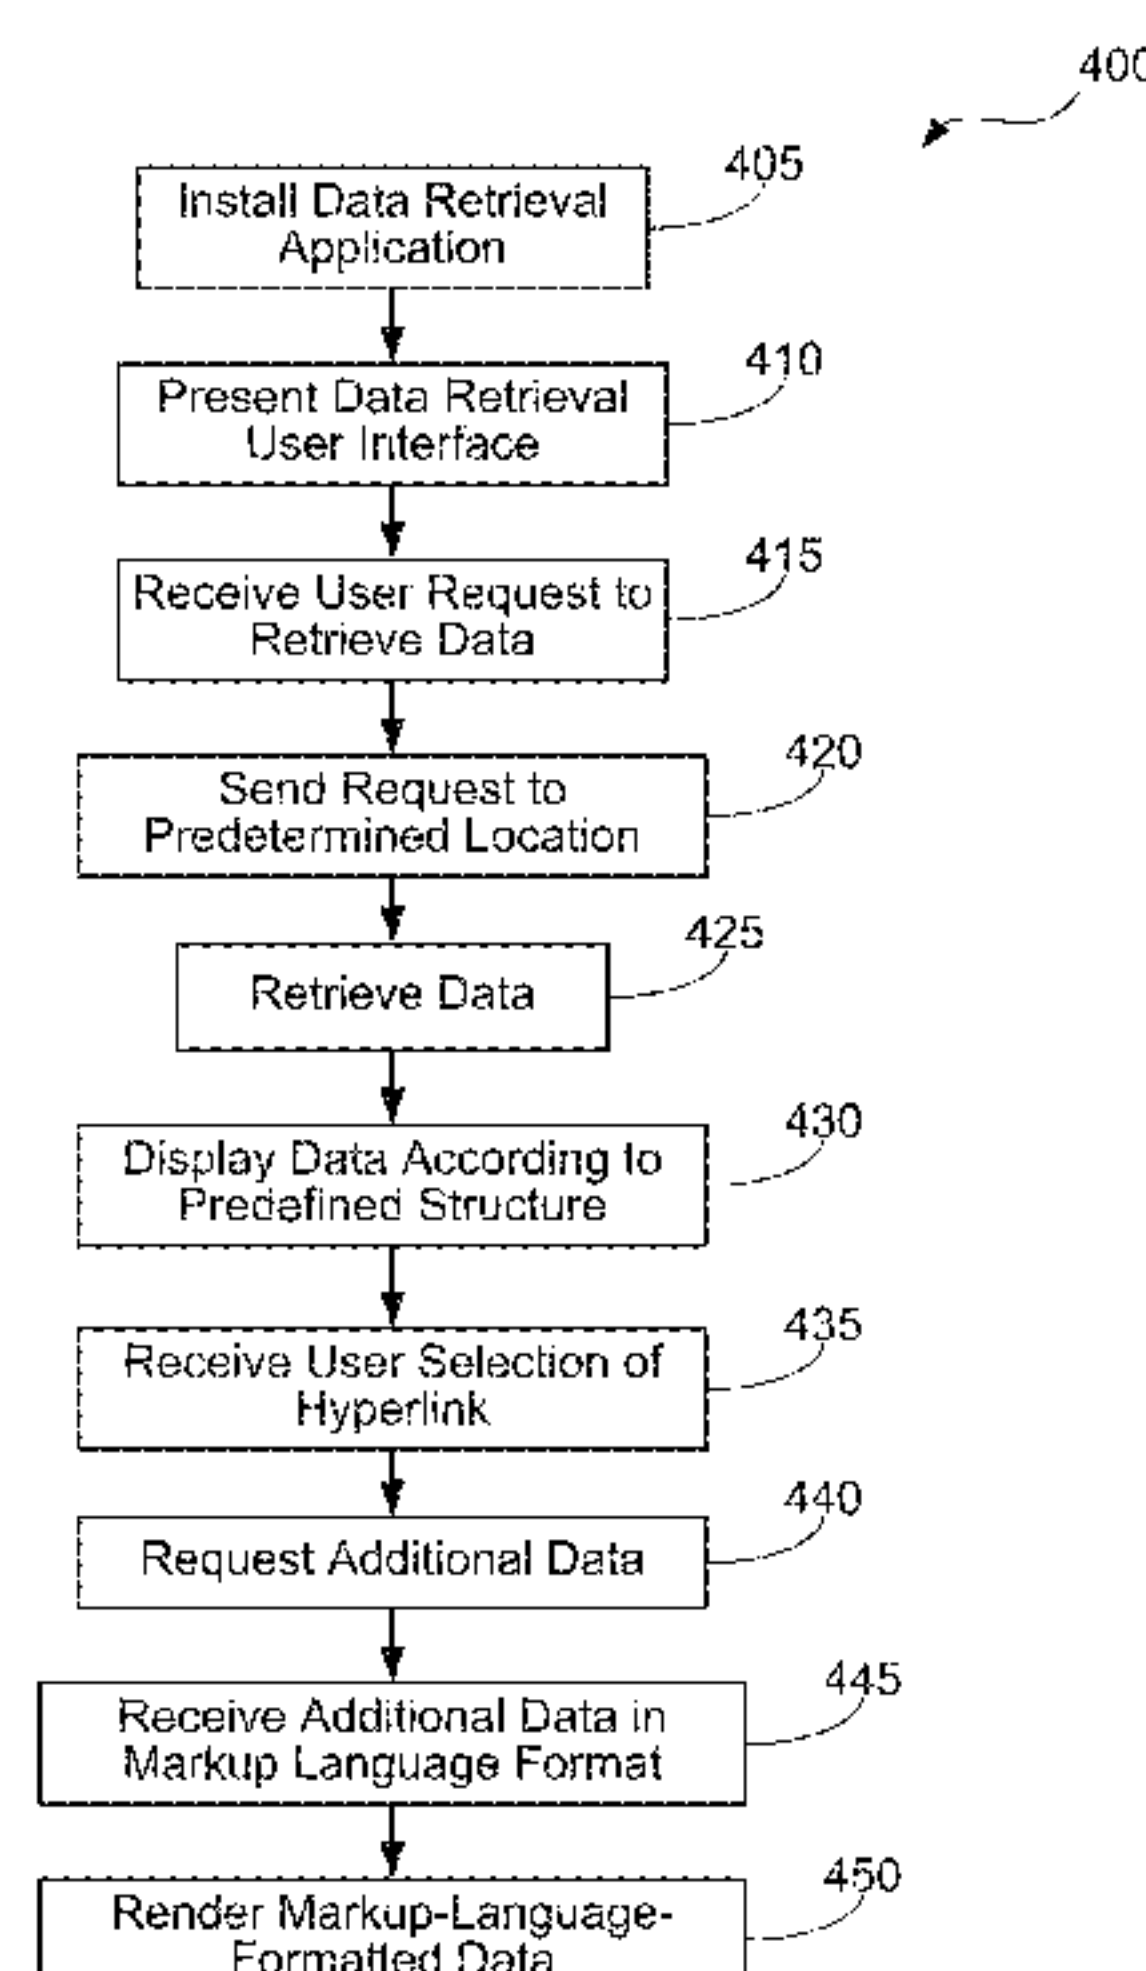 400
405
Install Data Retrieval
Application
410
Present Data Retrieval
User Interface
415
Receive User Request to
Retrieve Data
420
Send Request to
Predetermined Location
425
Retrieve Data
430
Display Data According to
Predefined Structure
435
Receive User Selection of
Hyperlink
440
Request Additional Data
445
Receive Additional Data in
Markup Language Format
450
Render Markup-Language-
Formatted Data